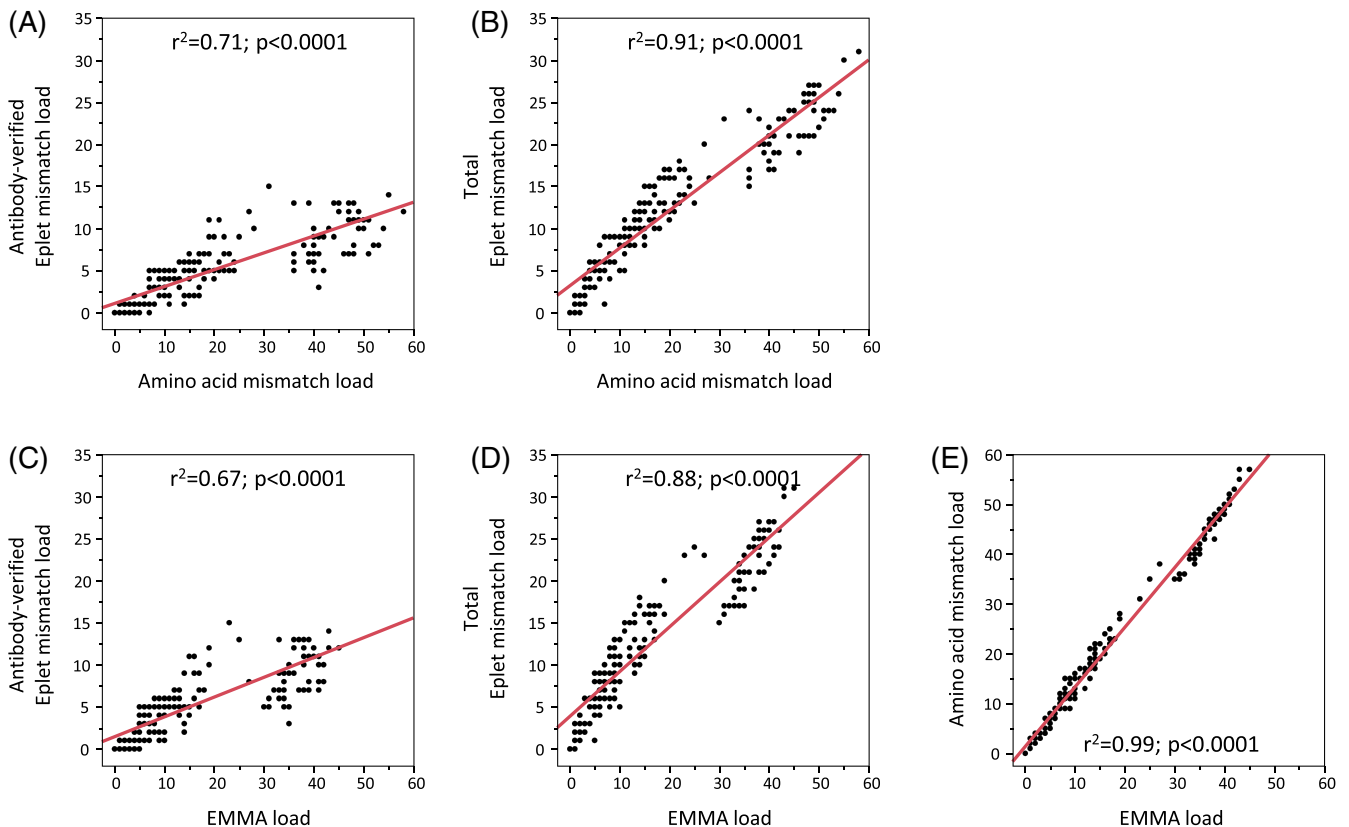 (A)
r²=0.71; p<0.0001
35
30
25
20
15
10
5
0
Antibody-verified
Eplet mismatch load
0 10 20 30 40 50 60
Amino acid mismatch load
(B)
r²=0.91; p<0.0001
35
30
25
20
15
10
5
0
Total
Eplet mismatch load
0 10 20 30 40 50 60
Amino acid mismatch load
(C)
r²=0.67; p<0.0001
35
30
25
20
15
10
5
0
Antibody-verified
Eplet mismatch load
0 10 20 30 40 50 60
EMMA load
(D)
r²=0.88; p<0.0001
35
30
25
20
15
10
5
0
Total
Eplet mismatch load
0 10 20 30 40 50 60
EMMA load
(E)
60
50
40
30
20
10
0
Amino acid mismatch load
r²=0.99; p<0.0001
0 10 20 30 40 50 60
EMMA load